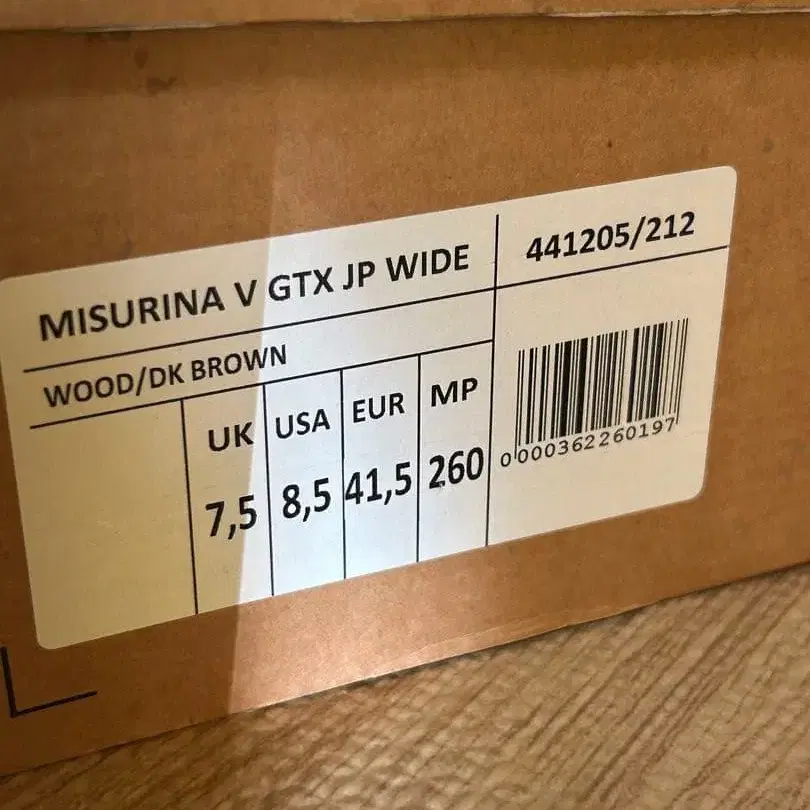 MISURINA V GTX JP WIDE
441205/212
WOOD/DK BROWN
UK USA EUR MP
7,5 8,5 41,5 260
0000362260197